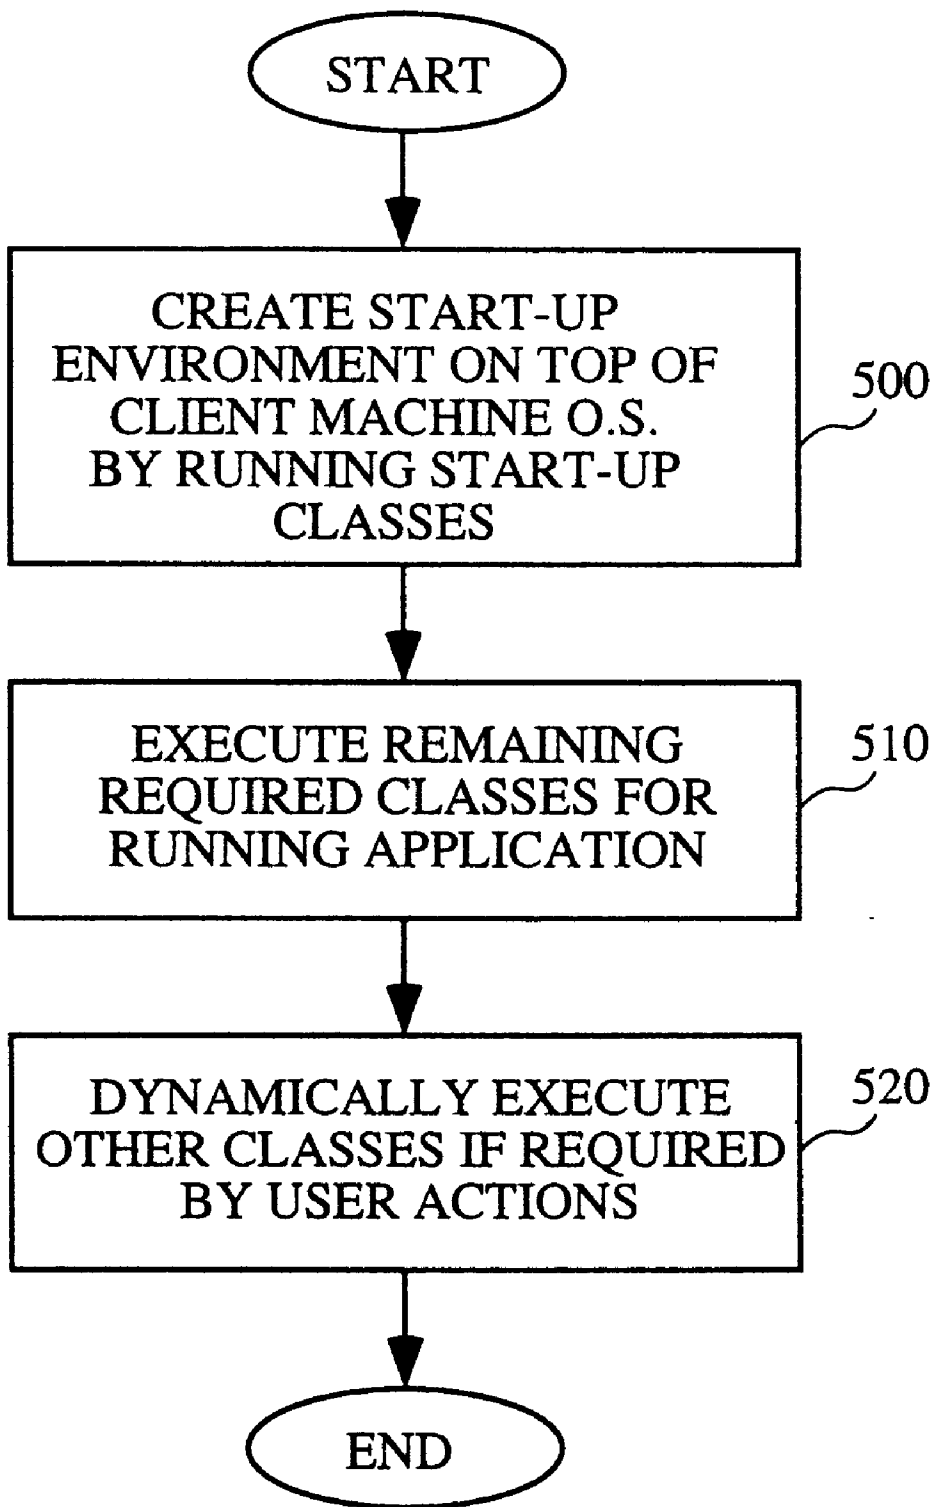 START
CREATE START-UP
ENVIRONMENT ON TOP OF
CLIENT MACHINE O.S.
BY RUNNING START-UP
CLASSES
500
EXECUTE REMAINING
REQUIRED CLASSES FOR
RUNNING APPLICATION
510
DYNAMICALLY EXECUTE
OTHER CLASSES IF REQUIRED
BY USER ACTIONS
520
END